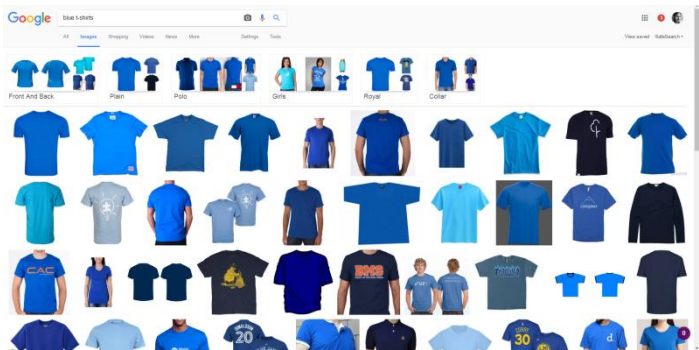 Google
blue t-shirts
All Images Shopping Videos News More Settings Tools
View saved SafeSearch
Front And Back Plain Polo Girls Royal Collar
CAC
20
30
d.